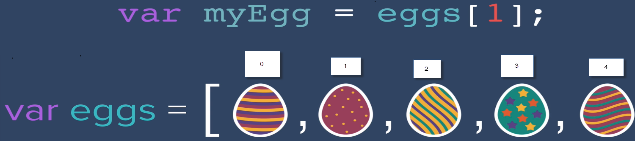 var myEgg = eggs[1];
0 1 2 3 4
var eggs = [ , , , ,